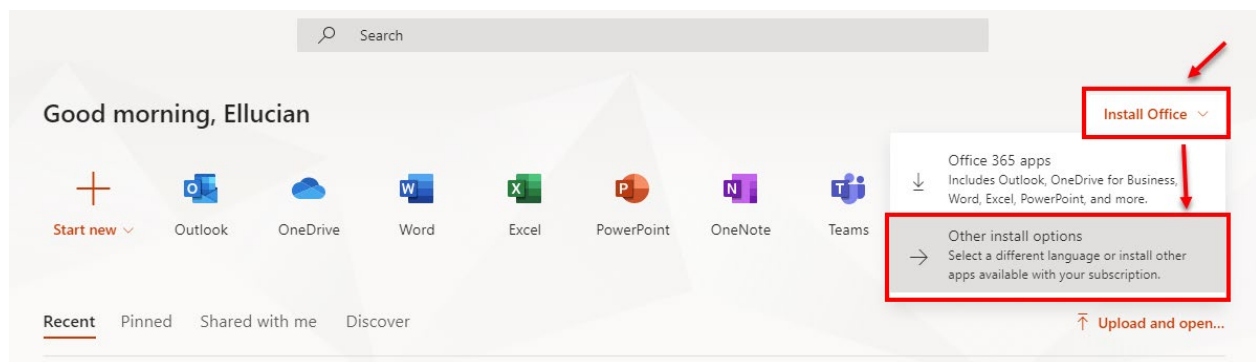 Search
Good morning, Ellucian
Install Office
Office 365 apps
Includes Outlook, OneDrive for Business,
Word, Excel, PowerPoint, and more.
Start new
Outlook
OneDrive
Word
Excel
PowerPoint
OneNote
Teams
Other install options
Select a different language or install other
apps available with your subscription.
Recent Pinned Shared with me Discover
Upload and open...